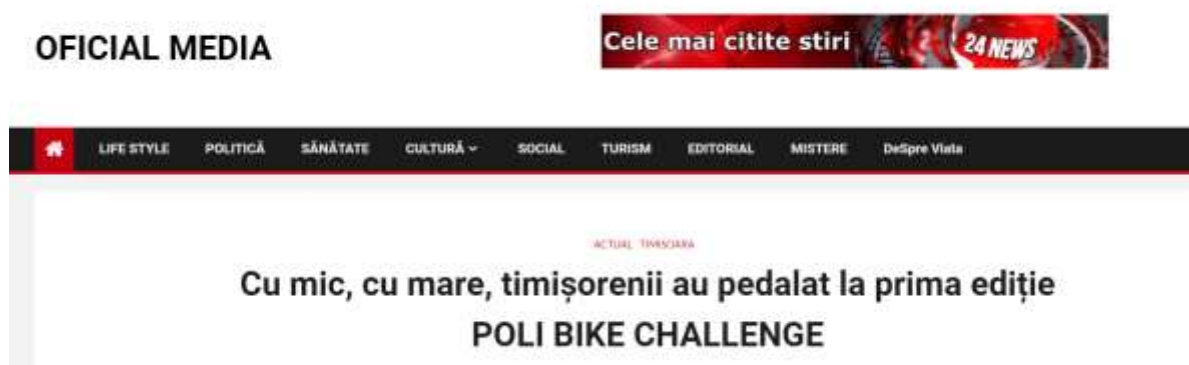 OFICIAL MEDIA
Cele mai citite stiri 24 NEWS
LIFE STYLE POLITICĂ SĂNĂTATE CULTURĂ SOCIAL TURISM EDITORIAL MISTERE DeSpre Viata
ACTUAL TIMISOARA
Cu mic, cu mare, timișorenii au pedalat la prima ediție
POLI BIKE CHALLENGE